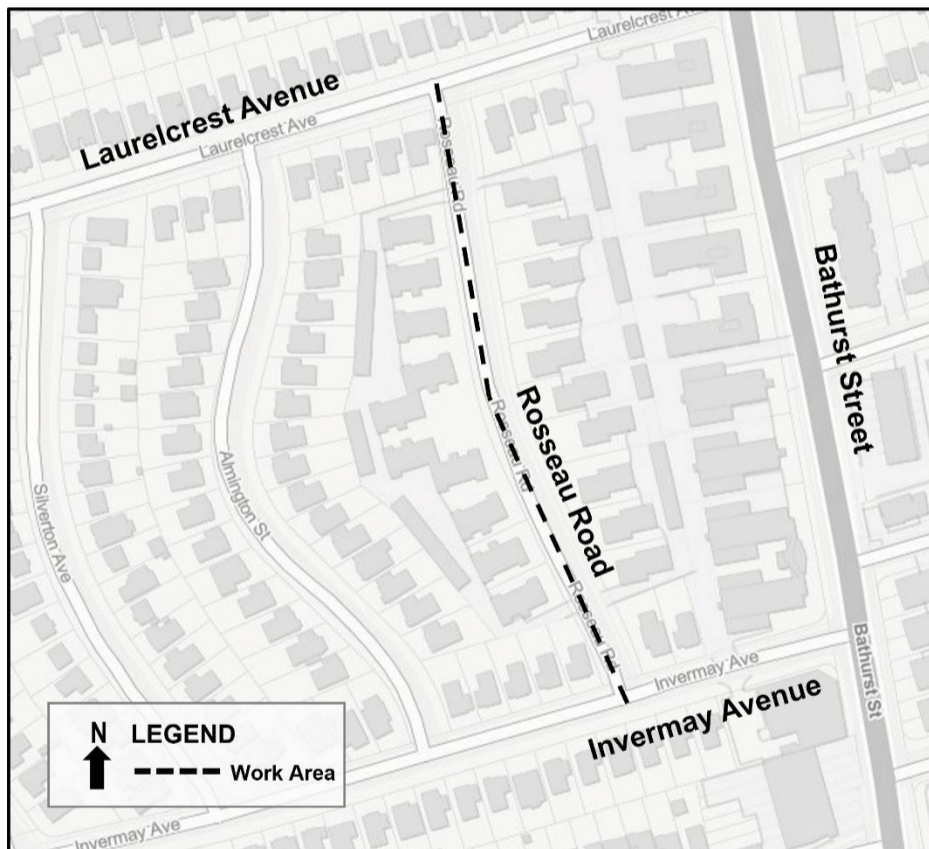 Laurelcrest Ave
Laurelcrest Avenue
Laurelcrest Ave
Rosseau Rd
Bathurst Street
Rosseau Road
Rosseau Rd
Almington St
Silverton Ave
Rosseau Rd
Bathurst St
Invermay Ave
Invermay Avenue
N LEGEND
Work Area
Invermay Ave